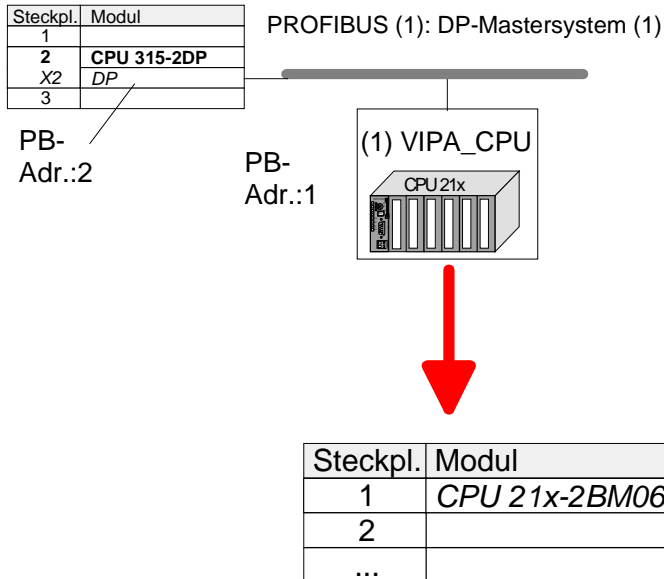 Steckpl. Modul
1
2 CPU 315-2DP
X2 DP
3
PROFIBUS (1): DP-Mastersystem (1)
PB-
Adr.:2
PB-
Adr.:1
(1) VIPA_CPU
CPU 21x
Steckpl. Modul
1 CPU 21x-2BM06
2
...